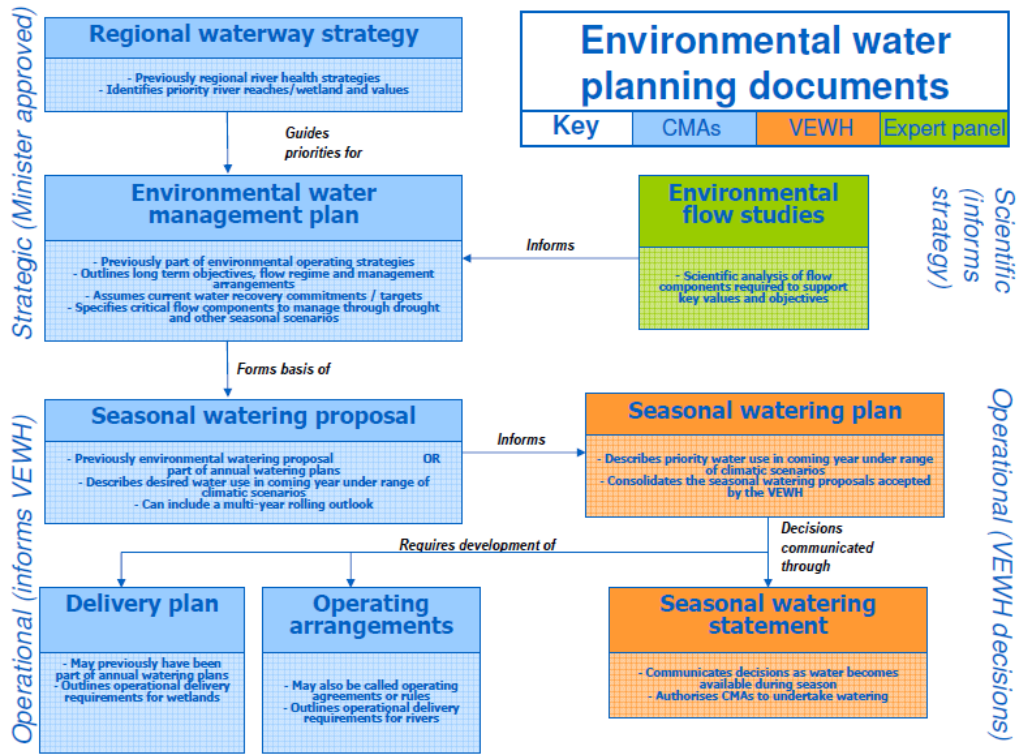 Regional waterway strategy
- Previously regional river health strategies
- Identifies priority river reaches/wetland and values
Environmental water
planning documents
Key
CMAs
VEWH
Expert panel
Strategic (Minister approved)
Guides
priorities for
Environmental water
management plan
- Previously part of environmental operating strategies
- Outlines long term objectives, flow regime and management
arrangements
- Assumes current water recovery commitments / targets
- Specifies critical flow components to manage through drought
and other seasonal scenarios
Informs
Environmental
flow studies
- Scientific analysis of flow
components required to support
key values and objectives
Scientific
(informs
strategy)
Forms basis of
Operational (informs VEWH)
Seasonal watering proposal
- Previously environmental watering proposal OR
part of annual watering plans
- Describes desired water use in coming year under range of
climatic scenarios
- Can include a multi-year rolling outlook
Informs
Seasonal watering plan
- Describes priority water use in coming year under range
of climatic scenarios
- Consolidates the seasonal watering proposals accepted
by the VEWH
Operational (VEWH decisions)
Requires development of
Decisions
communicated
through
Delivery plan
- May previously have been
part of annual watering plans
- Outlines operational delivery
requirements for wetlands
Operating
arrangements
- May also be called operating
agreements or rules
- Outlines operational delivery
requirements for rivers
Seasonal watering
statement
- Communicates decisions as water becomes
available during season
- Authorises CMAs to undertake watering